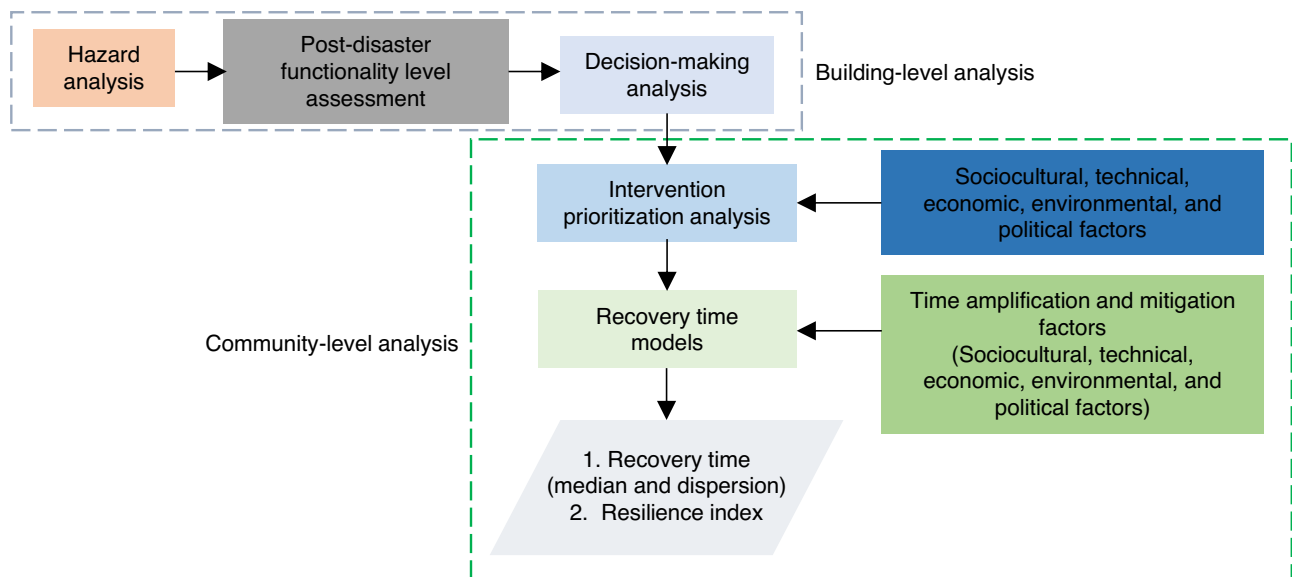 Hazard
analysis
Post-disaster
functionality level
assessment
Decision-making
analysis
Building-level analysis
Intervention
prioritization analysis
Sociocultural, technical,
economic, environmental, and
political factors
Recovery time
models
Time amplification and mitigation
factors
(Sociocultural, technical,
economic, environmental, and
political factors)
Community-level analysis
1. Recovery time
(median and dispersion)
2. Resilience index